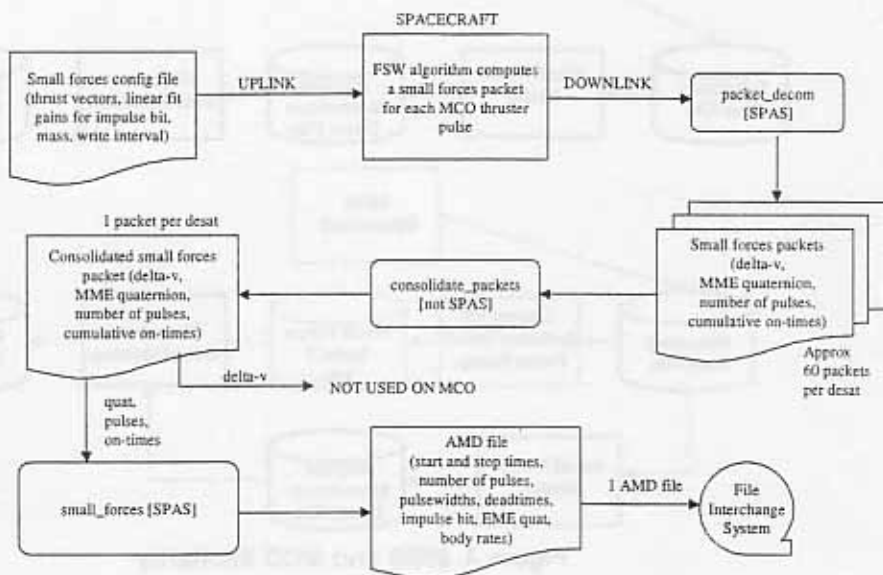 SPACECRAFT
Small forces config file
(thrust vectors, linear fit
gains for impulse bit,
mass, write interval)
UPLINK
FSW algorithm computes
a small forces packet
for each MCO thruster
pulse
DOWNLINK
packet_decom
[SPAS]
1 packet per desat
Consolidated small forces
packet (delta-v,
MME quaternion,
number of pulses,
cumulative on-times)
consolidate_packets
[not SPAS]
Small forces packets
(delta-v,
MME quaternion,
number of pulses,
cumulative on-times)
Approx
60 packets
per desat
delta-v
NOT USED ON MCO
quat,
pulses,
on-times
small_forces [SPAS]
AMD file
(start and stop times,
number of pulses,
pulsewidths, deadtimes,
impulse bit, EME quat,
body rates)
1 AMD file
File
Interchange
System